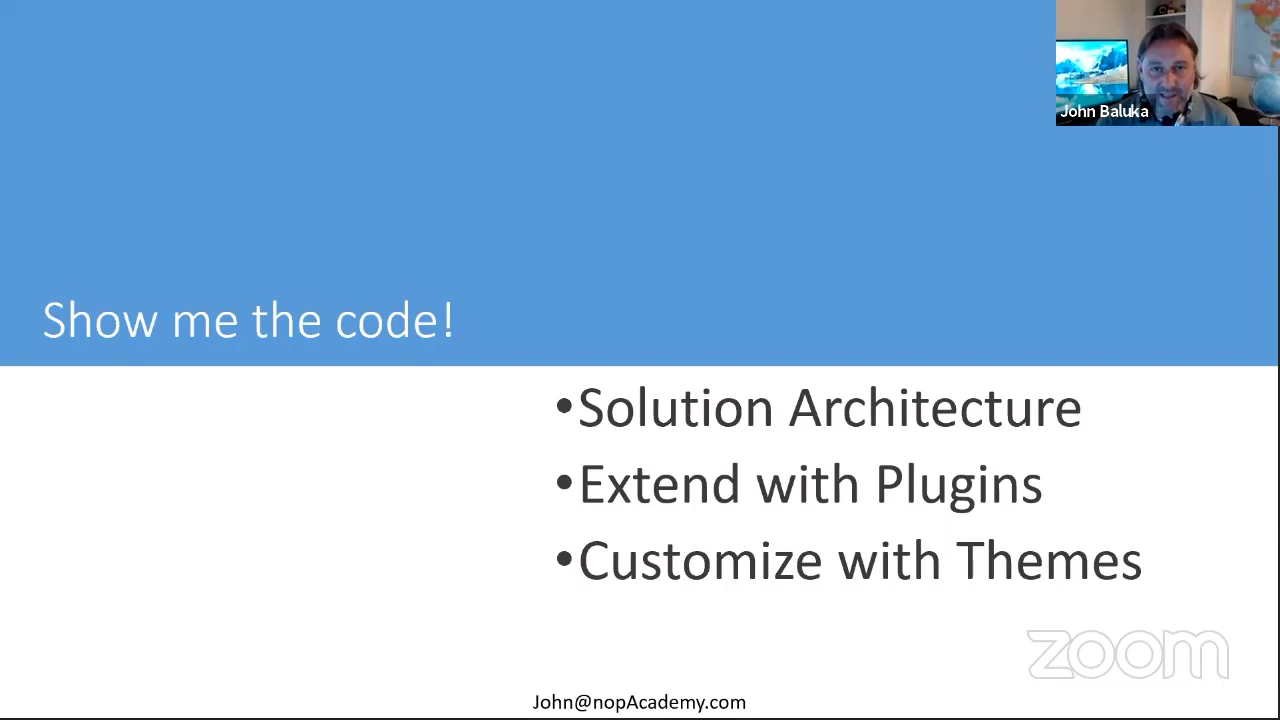 John Baluka
Show me the code!
•Solution Architecture
•Extend with Plugins
•Customize with Themes
zoom
John@nopAcademy.com